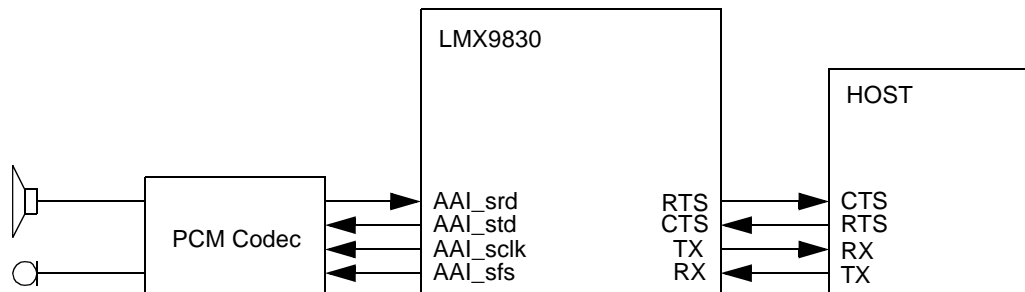 LMX9830
HOST
PCM Codec
AAI_srd
AAI_std
AAI_sclk
AAI_sfs
RTS
CTS
TX
RX
CTS
RTS
RX
TX